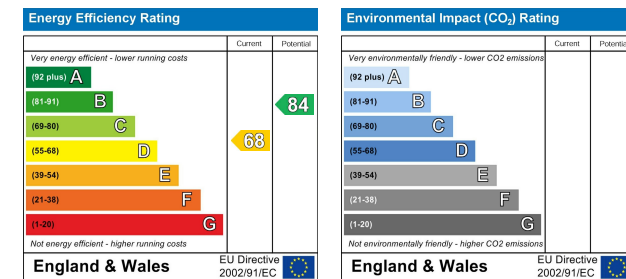 Energy Efficiency Rating
Current Potential
Very energy efficient - lower running costs
(92 plus) A
(81-91) B
84
(69-80) C
(55-68) D
68
(39-54) E
(21-38) F
(1-20) G
Not energy efficient - higher running costs
England & Wales
EU Directive
2002/91/EC
Environmental Impact (CO₂) Rating
Current Potential
Very environmentally friendly - lower CO2 emissions
(92 plus) A
(81-91) B
(69-80) C
(55-68) D
(39-54) E
(21-38) F
(1-20) G
Not environmentally friendly - higher CO2 emissions
England & Wales
EU Directive
2002/91/EC